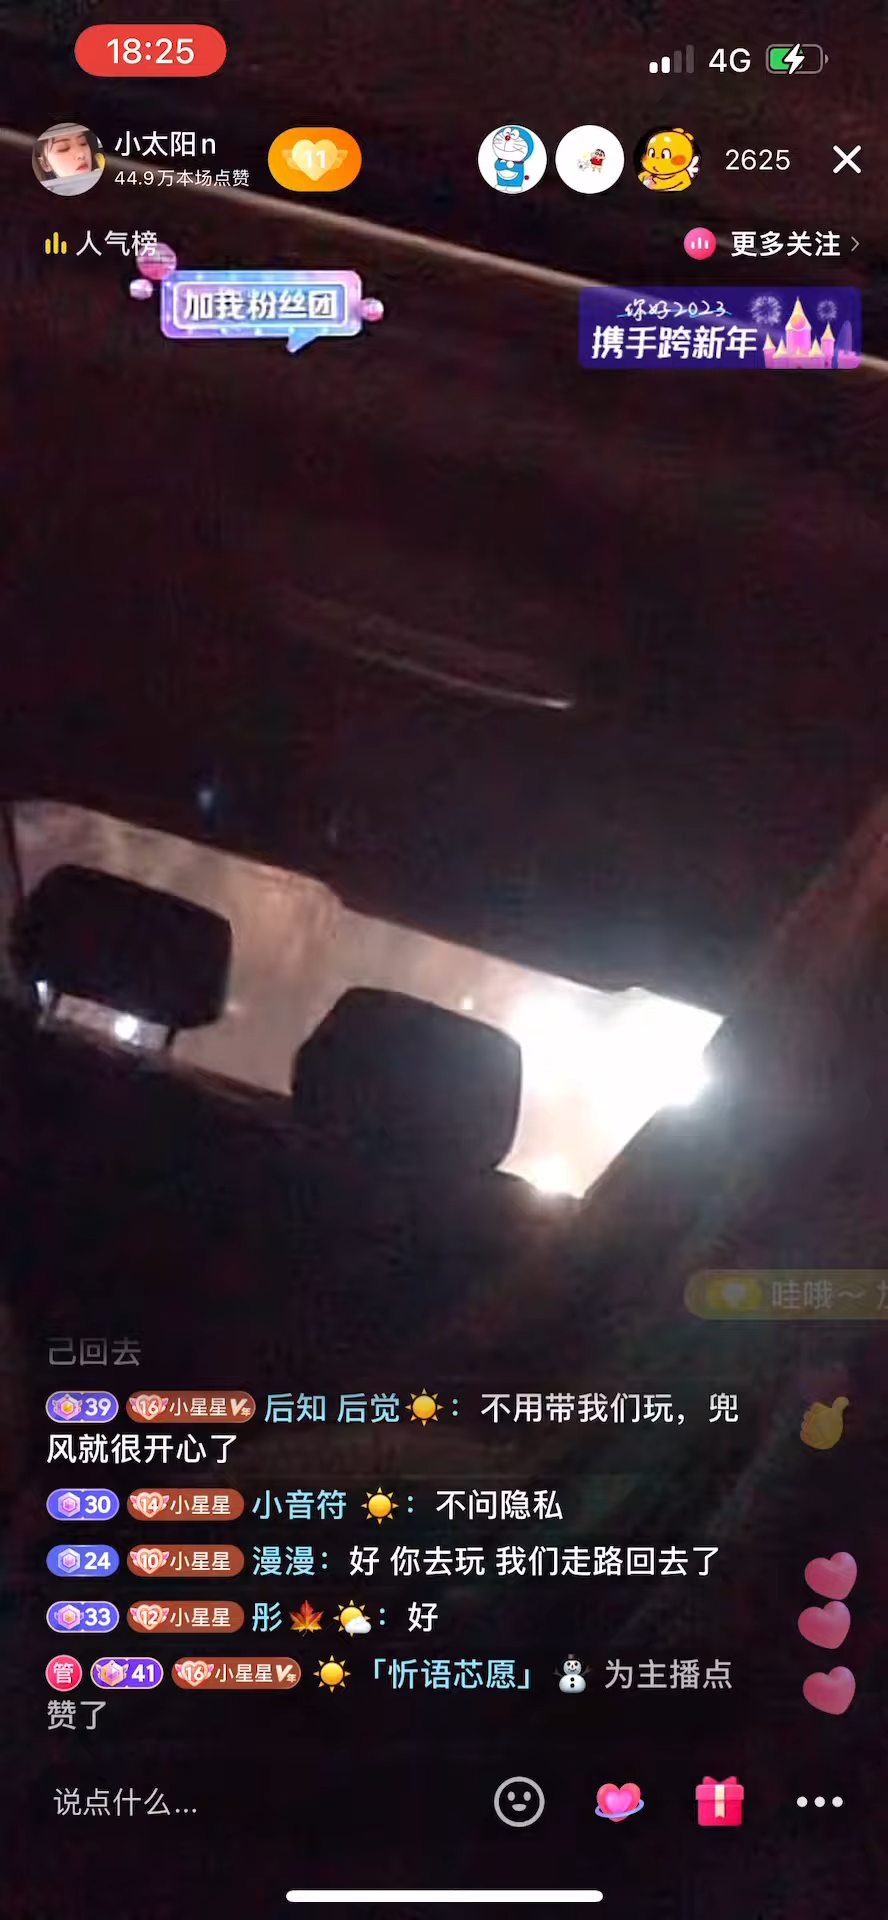 18:25
4G
小太阳n
44.9万本场点赞
11
2625
人气榜
更多关注
加我粉丝团
你好2023
携手跨新年
哇哦~
己回去
39 16 小星星V年 后知 后觉☀️：不用带我们玩，兜
风就很开心了
30 14 小星星 小音符 ☀️：不问隐私
24 10 小星星 漫漫：好 你去玩 我们走路回去了
33 12 小星星 彤🍁🌤️：好
管 41 16 小星星V年 ☀️「忻语芯愿」⛄ 为主播点
赞了
说点什么...